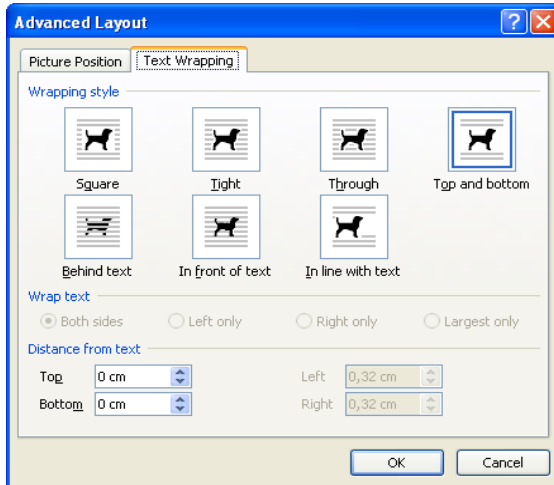 Advanced Layout
Picture Position Text Wrapping
Wrapping style
Square Tight Through Top and bottom
Behind text In front of text In line with text
Wrap text
Both sides Left only Right only Largest only
Distance from text
Top 0 cm Left 0,32 cm
Bottom 0 cm Right 0,32 cm
OK Cancel